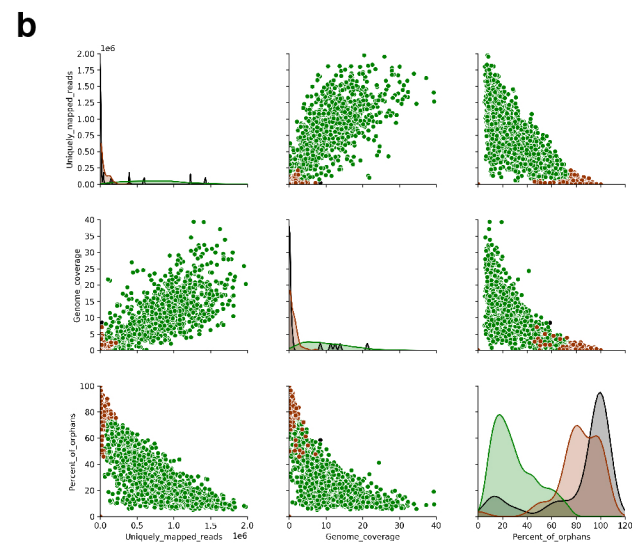 b
1e6
2.00
1.75
1.50
1.25
1.00
0.75
0.50
0.25
0.00
Uniquely_mapped_reads
40
35
30
25
20
15
10
5
0
Genome_coverage
100
80
60
40
20
0
Percent_of_orphans
0.0 0.5 1.0 1.5 2.0
1e6
Uniquely_mapped_reads
0 10 20 30 40
Genome_coverage
0 20 40 60 80 100 120
Percent_of_orphans